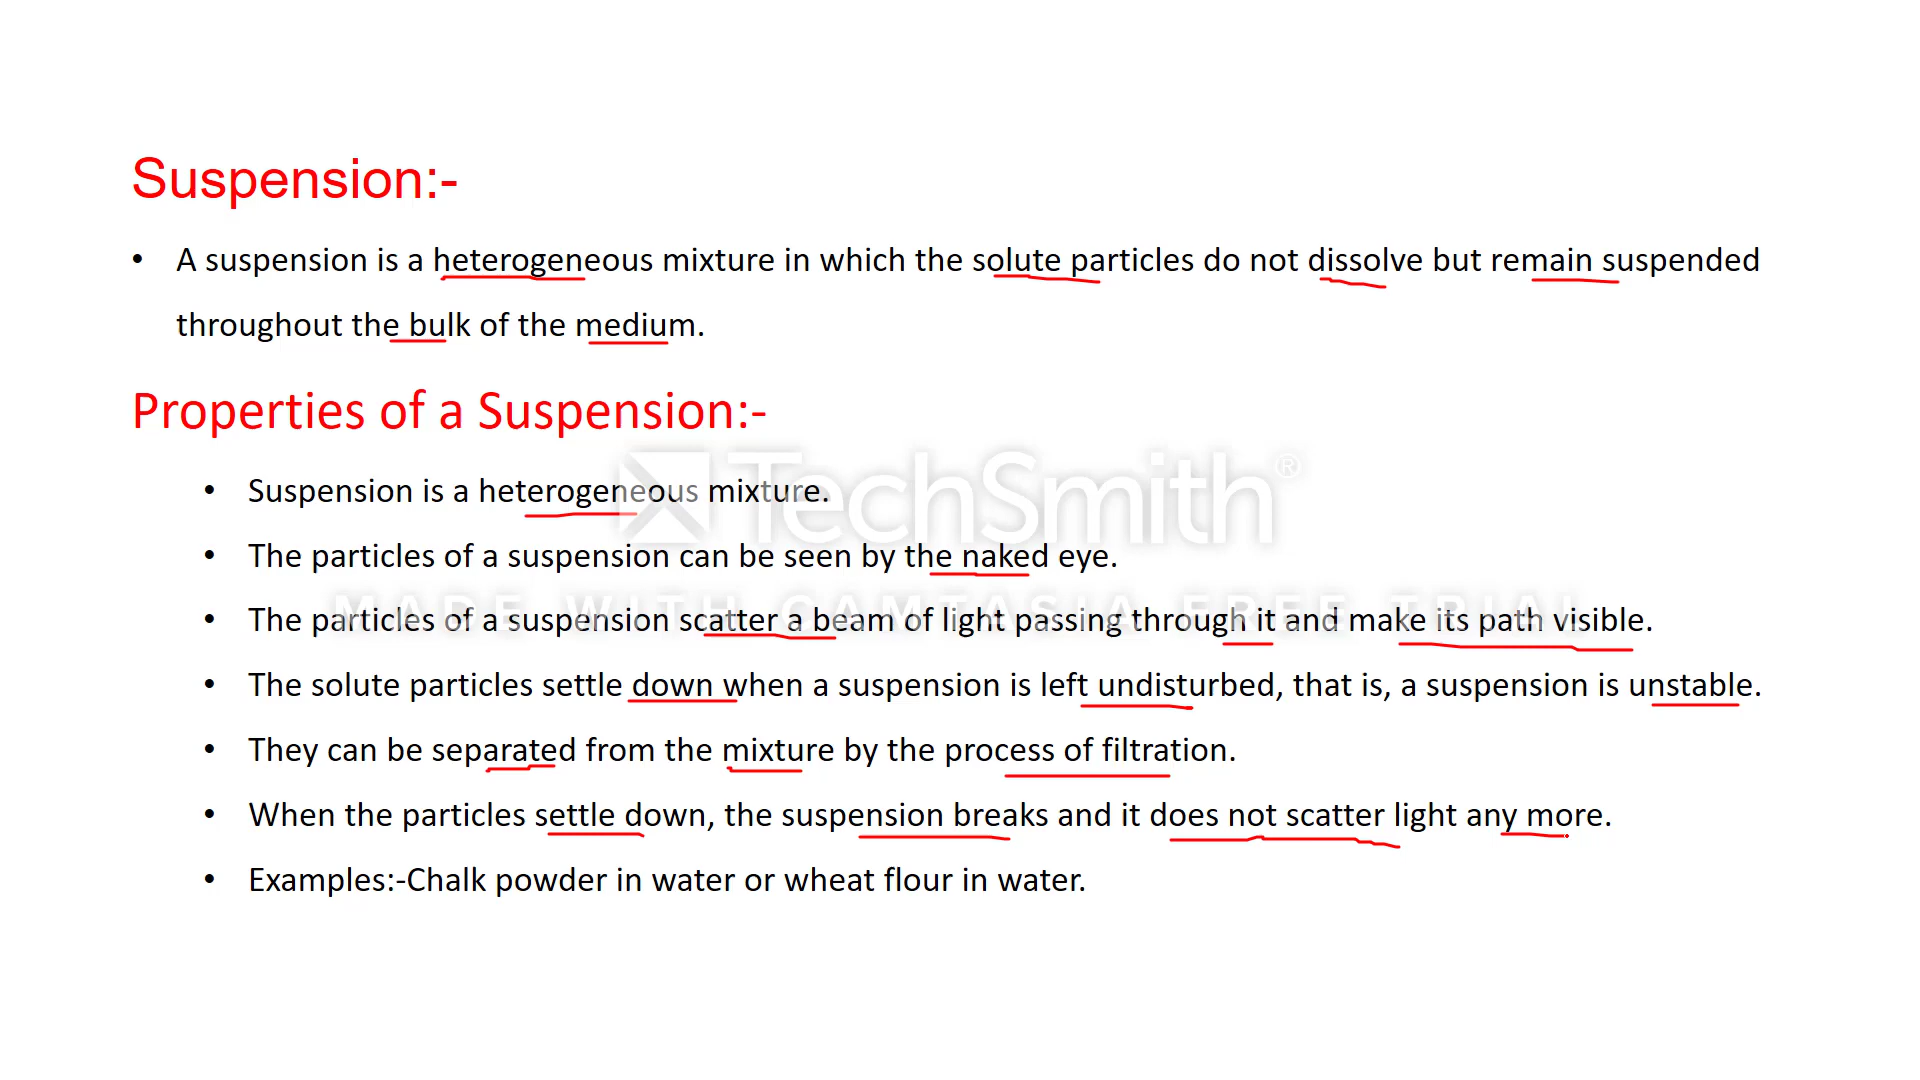 Suspension:-
• A suspension is a heterogeneous mixture in which the solute particles do not dissolve but remain suspended
throughout the bulk of the medium.
Properties of a Suspension:-
• Suspension is a heterogeneous mixture.
TechSmith®
• The particles of a suspension can be seen by the naked eye.
MADE WITH CAMTASIA FREE TRIAL
• The particles of a suspension scatter a beam of light passing through it and make its path visible.
• The solute particles settle down when a suspension is left undisturbed, that is, a suspension is unstable.
• They can be separated from the mixture by the process of filtration.
• When the particles settle down, the suspension breaks and it does not scatter light any more.
• Examples:-Chalk powder in water or wheat flour in water.